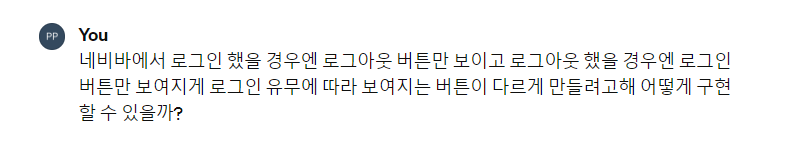 PP
You
네비바에서 로그인 했을 경우엔 로그아웃 버튼만 보이고 로그아웃 했을 경우엔 로그인
버튼만 보여지게 로그인 유무에 따라 보여지는 버튼이 다르게 만들려고해 어떻게 구현
할 수 있을까?